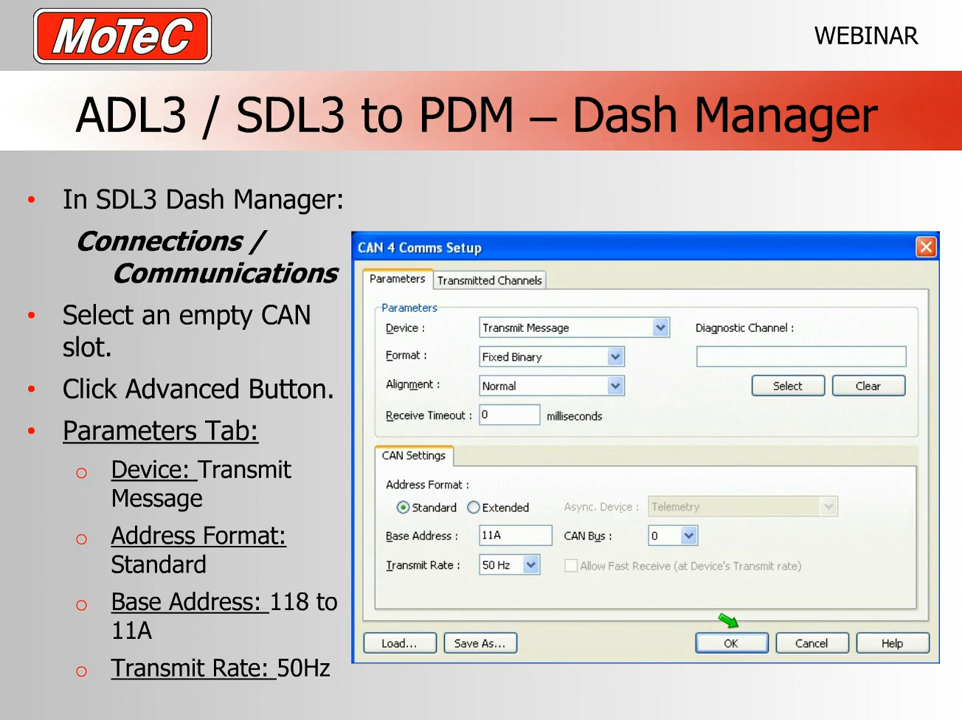 MoTeC
WEBINAR
ADL3 / SDL3 to PDM – Dash Manager
• In SDL3 Dash Manager:
Connections /
Communications
• Select an empty CAN
slot.
• Click Advanced Button.
• Parameters Tab:
o Device: Transmit
Message
o Address Format:
Standard
o Base Address: 118 to
11A
o Transmit Rate: 50Hz
CAN 4 Comms Setup
Parameters Transmitted Channels
Parameters
Device : Transmit Message Diagnostic Channel :
Format : Fixed Binary
Alignment : Normal Select Clear
Receive Timeout : 0 milliseconds
CAN Settings
Address Format :
Standard Extended Async. Device : Telemetry
Base Address : 11A CAN Bus : 0
Transmit Rate : 50 Hz Allow Fast Receive (at Device's Transmit rate)
Load... Save As... OK Cancel Help